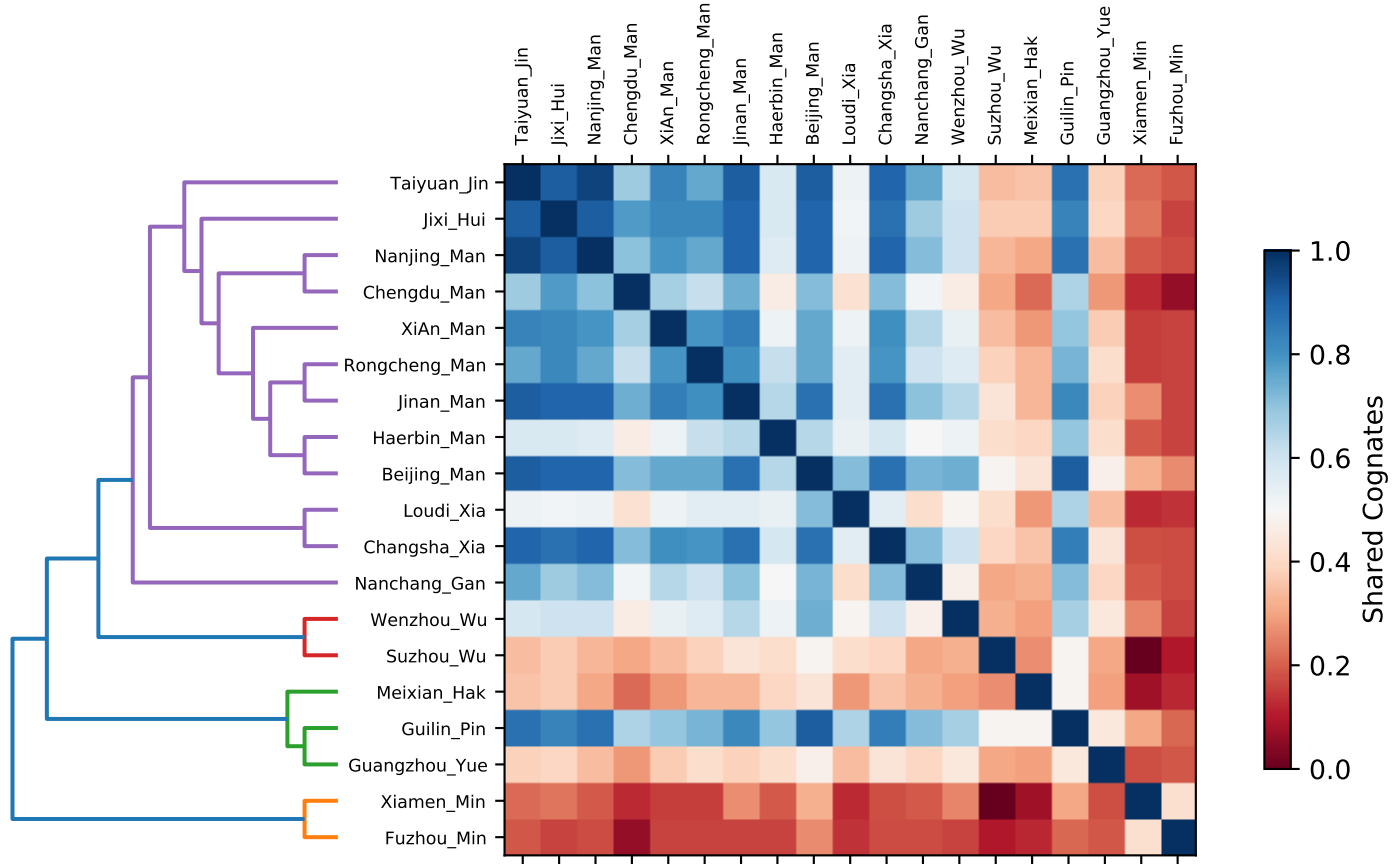 Taiyuan_Jin
Jixi_Hui
Nanjing_Man
Chengdu_Man
XiAn_Man
Rongcheng_Man
Jinan_Man
Haerbin_Man
Beijing_Man
Loudi_Xia
Changsha_Xia
Nanchang_Gan
Wenzhou_Wu
Suzhou_Wu
Meixian_Hak
Guilin_Pin
Guangzhou_Yue
Xiamen_Min
Fuzhou_Min
Taiyuan_Jin
Jixi_Hui
Nanjing_Man
Chengdu_Man
XiAn_Man
Rongcheng_Man
Jinan_Man
Haerbin_Man
Beijing_Man
Loudi_Xia
Changsha_Xia
Nanchang_Gan
Wenzhou_Wu
Suzhou_Wu
Meixian_Hak
Guilin_Pin
Guangzhou_Yue
Xiamen_Min
Fuzhou_Min
1.0
0.8
0.6
0.4
0.2
0.0
Shared Cognates